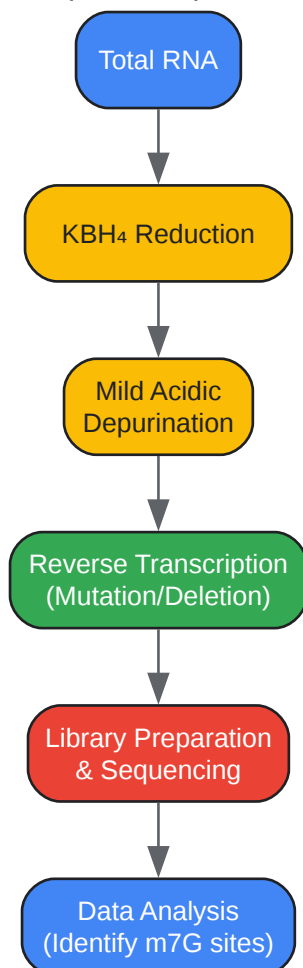 Total RNA
KBH₄ Reduction
Mild Acidic
Depurination
Reverse Transcription
(Mutation/Deletion)
Library Preparation
& Sequencing
Data Analysis
(Identify m7G sites)